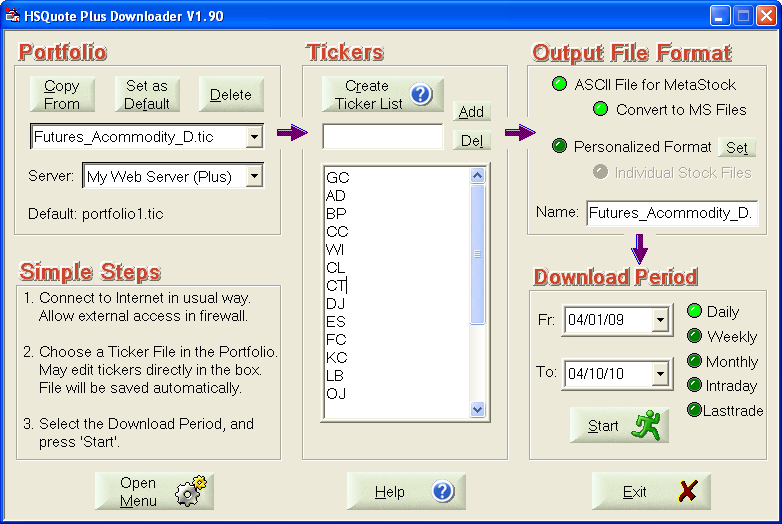 HSQuote Plus Downloader V1.90
Portfolio
Copy From
Set as Default
Delete
Futures_Acommodity_D.tic
Server: My Web Server (Plus)
Default: portfolio1.tic
Simple Steps
1. Connect to Internet in usual way.
Allow external access in firewall.
2. Choose a Ticker File in the Portfolio.
May edit tickers directly in the box.
File will be saved automatically.
3. Select the Download Period, and
press 'Start'.
Open Menu
Tickers
Create Ticker List
Add
Del
GC
AD
BP
CC
WI
CL
CT
DJ
ES
FC
KC
LB
OJ
Help
Output File Format
ASCII File for MetaStock
Convert to MS Files
Personalized Format
Set
Individual Stock Files
Name: Futures_Acommodity_D.
Download Period
Fr: 04/01/09
To: 04/10/10
Daily
Weekly
Monthly
Intraday
Lasttrade
Start
Exit